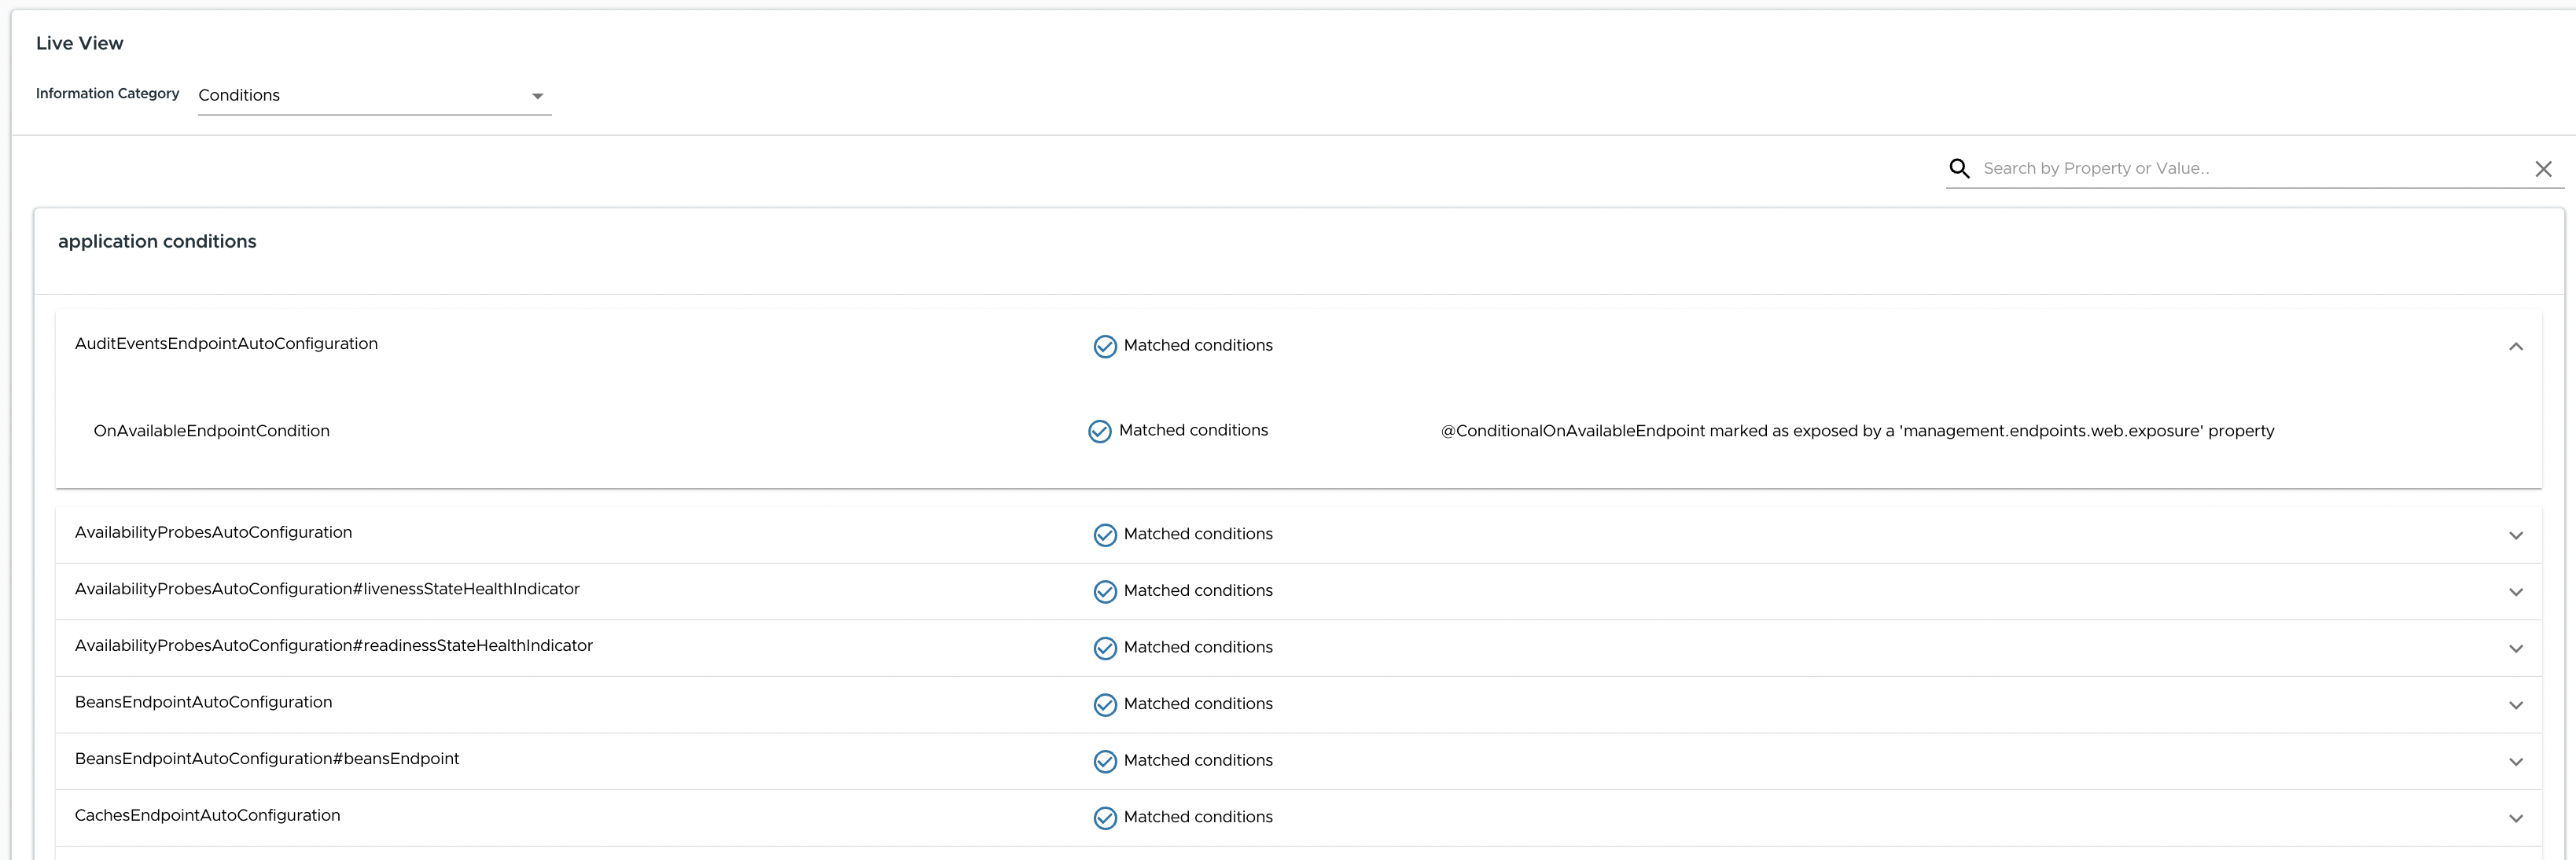 Live View
Information Category Conditions
Search by Property or Value..
application conditions
AuditEventsEndpointAutoConfiguration Matched conditions
OnAvailableEndpointCondition Matched conditions @ConditionalOnAvailableEndpoint marked as exposed by a 'management.endpoints.web.exposure' property
AvailabilityProbesAutoConfiguration Matched conditions
AvailabilityProbesAutoConfiguration#livenessStateHealthIndicator Matched conditions
AvailabilityProbesAutoConfiguration#readinessStateHealthIndicator Matched conditions
BeansEndpointAutoConfiguration Matched conditions
BeansEndpointAutoConfiguration#beansEndpoint Matched conditions
CachesEndpointAutoConfiguration Matched conditions